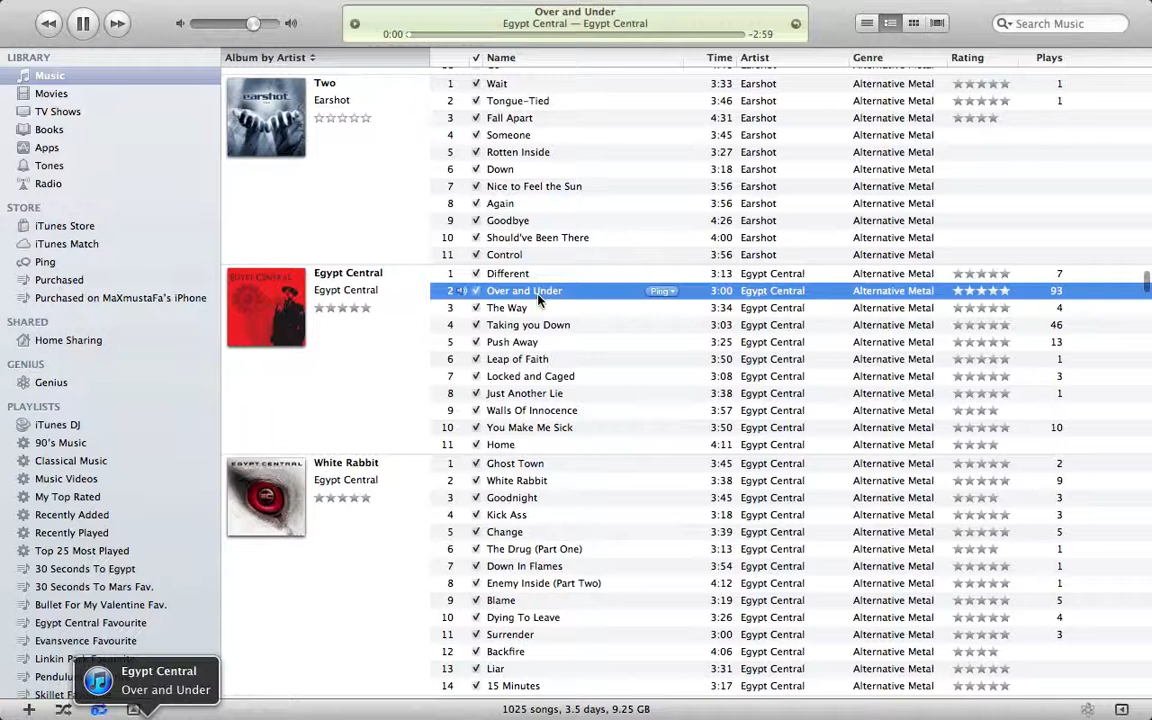 Over and Under
Egypt Central — Egypt Central
0:00 -2:59
Search Music
LIBRARY
Music
Movies
TV Shows
Books
Apps
Tones
Radio
STORE
iTunes Store
iTunes Match
Ping
Purchased
Purchased on MaXmustaFa's iPhone
SHARED
Home Sharing
GENIUS
Genius
PLAYLISTS
iTunes DJ
90's Music
Classical Music
Music Videos
My Top Rated
Recently Added
Recently Played
Top 25 Most Played
30 Seconds To Egypt
30 Seconds To Mars Fav.
Bullet For My Valentine Fav.
Egypt Central Favourite
Evansvence Favourite
Linkin Park
Pendulu
Skillet Fa
Egypt Central
Over and Under
Album by Artist ✓ Name Time Artist Genre Rating Plays
Two
Earshot
earshot
1 ✓ Wait 3:33 Earshot Alternative Metal ★★★★★ 1
2 ✓ Tongue-Tied 3:46 Earshot Alternative Metal ★★★★★ 1
3 ✓ Fall Apart 4:31 Earshot Alternative Metal ★★★★
4 ✓ Someone 3:45 Earshot Alternative Metal
5 ✓ Rotten Inside 3:27 Earshot Alternative Metal
6 ✓ Down 3:18 Earshot Alternative Metal
7 ✓ Nice to Feel the Sun 3:56 Earshot Alternative Metal
8 ✓ Again 3:56 Earshot Alternative Metal
9 ✓ Goodbye 4:26 Earshot Alternative Metal
10 ✓ Should've Been There 4:00 Earshot Alternative Metal
11 ✓ Control 3:56 Earshot Alternative Metal
Egypt Central
Egypt Central
EGYPT CENTRAL
1 ✓ Different 3:13 Egypt Central Alternative Metal ★★★★★ 7
2 ✓ Over and Under Ping 3:00 Egypt Central Alternative Metal ★★★★★ 93
3 ✓ The Way 3:34 Egypt Central Alternative Metal ★★★★★ 4
4 ✓ Taking you Down 3:03 Egypt Central Alternative Metal ★★★★★ 46
5 ✓ Push Away 3:25 Egypt Central Alternative Metal ★★★★★ 13
6 ✓ Leap of Faith 3:50 Egypt Central Alternative Metal ★★★★★ 1
7 ✓ Locked and Caged 3:08 Egypt Central Alternative Metal ★★★★★ 3
8 ✓ Just Another Lie 3:38 Egypt Central Alternative Metal ★★★★★ 1
9 ✓ Walls Of Innocence 3:57 Egypt Central Alternative Metal ★★★★
10 ✓ You Make Me Sick 3:50 Egypt Central Alternative Metal ★★★★★ 10
11 ✓ Home 4:11 Egypt Central Alternative Metal ★★★★
White Rabbit
Egypt Central
EGYPT CENTRAL
1 ✓ Ghost Town 3:45 Egypt Central Alternative Metal ★★★★★ 2
2 ✓ White Rabbit 3:38 Egypt Central Alternative Metal ★★★★★ 9
3 ✓ Goodnight 3:45 Egypt Central Alternative Metal ★★★★ 3
4 ✓ Kick Ass 3:18 Egypt Central Alternative Metal ★★★★★ 3
5 ✓ Change 3:39 Egypt Central Alternative Metal ★★★★★ 5
6 ✓ The Drug (Part One) 3:13 Egypt Central Alternative Metal ★★★★ 1
7 ✓ Down In Flames 3:54 Egypt Central Alternative Metal ★★★★★ 1
8 ✓ Enemy Inside (Part Two) 4:12 Egypt Central Alternative Metal ★★★★★ 1
9 ✓ Blame 3:19 Egypt Central Alternative Metal ★★★★★ 5
10 ✓ Dying To Leave 3:26 Egypt Central Alternative Metal ★★★★★ 4
11 ✓ Surrender 3:00 Egypt Central Alternative Metal ★★★★★ 3
12 ✓ Backfire 4:06 Egypt Central Alternative Metal ★★★★
13 ✓ Liar 3:31 Egypt Central Alternative Metal ★★★★★
14 ✓ 15 Minutes 3:17 Egypt Central Alternative Metal ★★★★★
1025 songs, 3.5 days, 9.25 GB